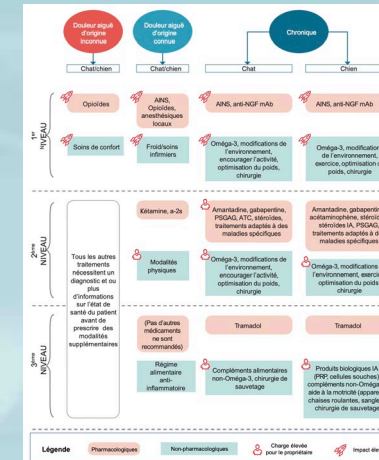 Douleur aiguë
d'origine
inconnue
Douleur aiguë
d'origine
connue
Chronique
Chat/chien
Chat/chien
Chat
Chien
1er
NIVEAU
Opioïdes
AINS,
Opioïdes,
anesthésiques
locaux
AINS, anti-NGF mAb
AINS, anti-NGF mAb
Soins de confort
Froid/soins
infirmiers
Oméga-3, modifications de
l'environnement,
encourager l'activité,
optimisation du poids,
chirurgie
Oméga-3, modification
de l'environnement,
exercice, optimisation d
poids, chirurgie
2ème
NIVEAU
Tous les autres
traitements
nécessitent un
diagnostic et ou
plus
d'informations
sur l'état de
santé du patient
avant de
prescrire des
modalités
supplémentaires
Kétamine, a-2s
Amantadine, gabapentine,
PSGAG, ATC, stéroïdes,
traitements adaptés à des
maladies spécifiques
Amantadine, gabapentin
acétaminophène, stéroïd
stéroïdes IA, PSGAG,
traitements adaptés à d
maladies spécifiques
Modalités
physiques
Oméga-3, modifications de
l'environnement,
encourager l'activité,
optimisation du poids,
chirurgie
Oméga-3, modifications
l'environnement, exerci
optimisation du poids,
chirurgie
3ème
NIVEAU
(Pas d'autres
médicaments
ne sont
recommandés)
Tramadol
Tramadol
Régime
alimentaire
anti-
inflammatoire
Compléments alimentaires
non-Oméga-3, chirurgie de
sauvetage
Produits biologiques IA
(PRP, cellules souches)
compléments non-Oméga
aide à la motricité (appare
chaises roulantes, sangle
chirurgie de sauvetage
Légende
Pharmacologiques
Non-pharmacologiques
Charge élevée
pour le propriétaire
Impact éle